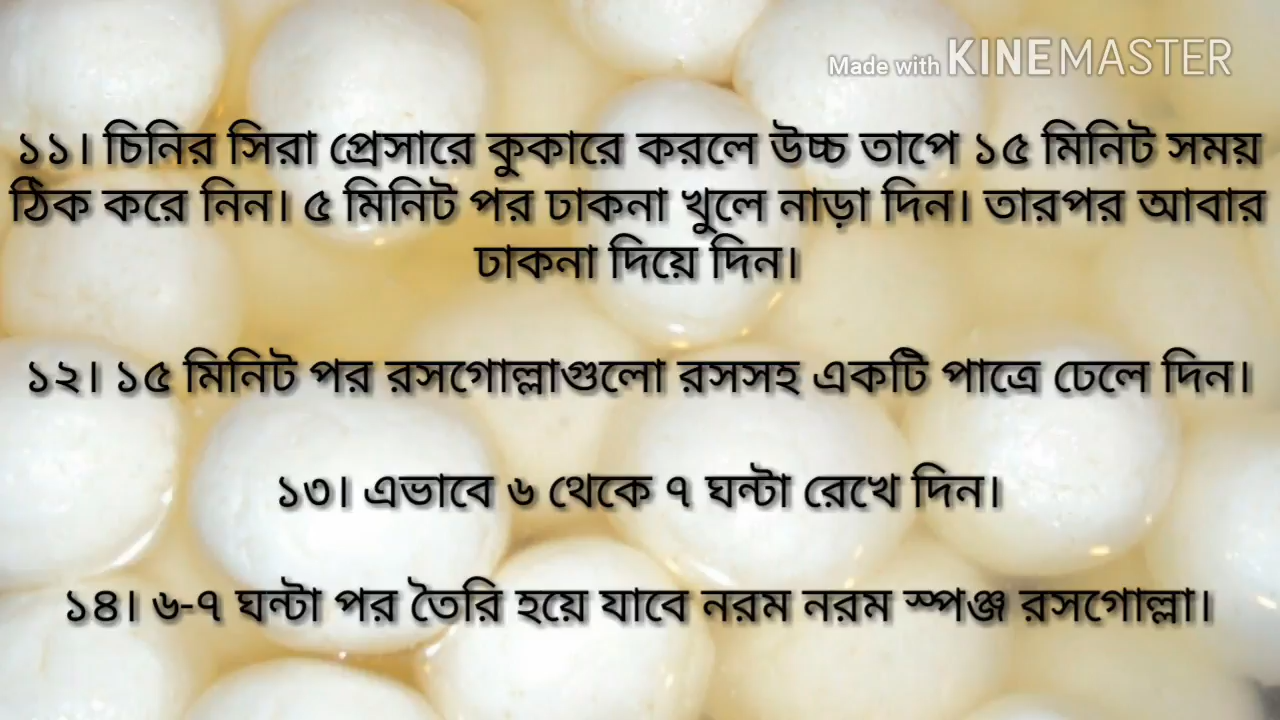 Made with KINEMASTER
১১। চিনির সিরা প্রেসারে কুকারে করলে উচ্চ তাপে ১৫ মিনিট সময়
ঠিক করে নিন। ৫ মিনিট পর ঢাকনা খুলে নাড়া দিন। তারপর আবার
ঢাকনা দিয়ে দিন।
১২। ১৫ মিনিট পর রসগোল্লাগুলো রসসহ একটি পাত্রে ঢেলে দিন।
১৩। এভাবে ৬ থেকে ৭ ঘন্টা রেখে দিন।
১৪। ৬-৭ ঘন্টা পর তৈরি হয়ে যাবে নরম নরম স্পঞ্জ রসগোল্লা।